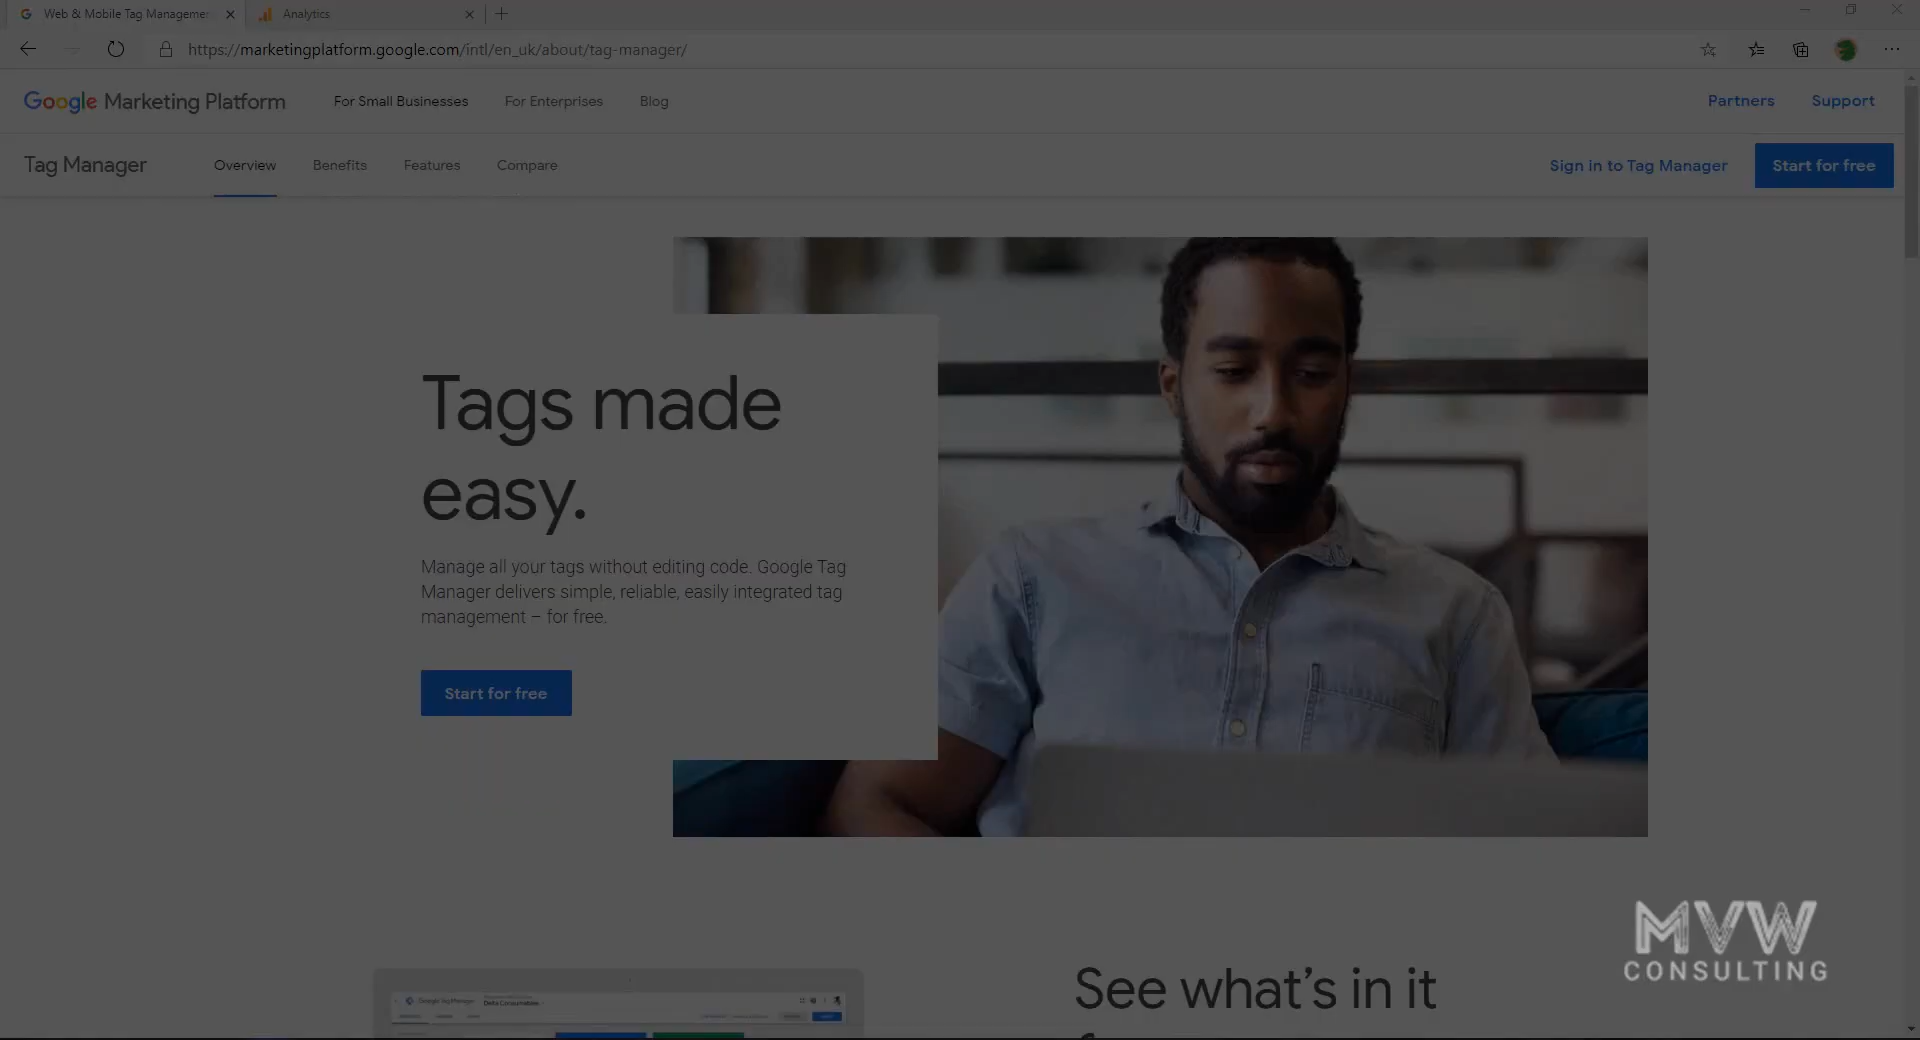 Web & Mobile Tag Managemen
Analytics
https://marketingplatform.google.com/intl/en_uk/about/tag-manager/
Google Marketing Platform
For Small Businesses
For Enterprises
Blog
Partners
Support
Tag Manager
Overview
Benefits
Features
Compare
Sign in to Tag Manager
Start for free
Tags made
easy.
Manage all your tags without editing code. Google Tag
Manager delivers simple, reliable, easily integrated tag
management – for free.
Start for free
MVW
CONSULTING
See what's in it
Google Tag Manager